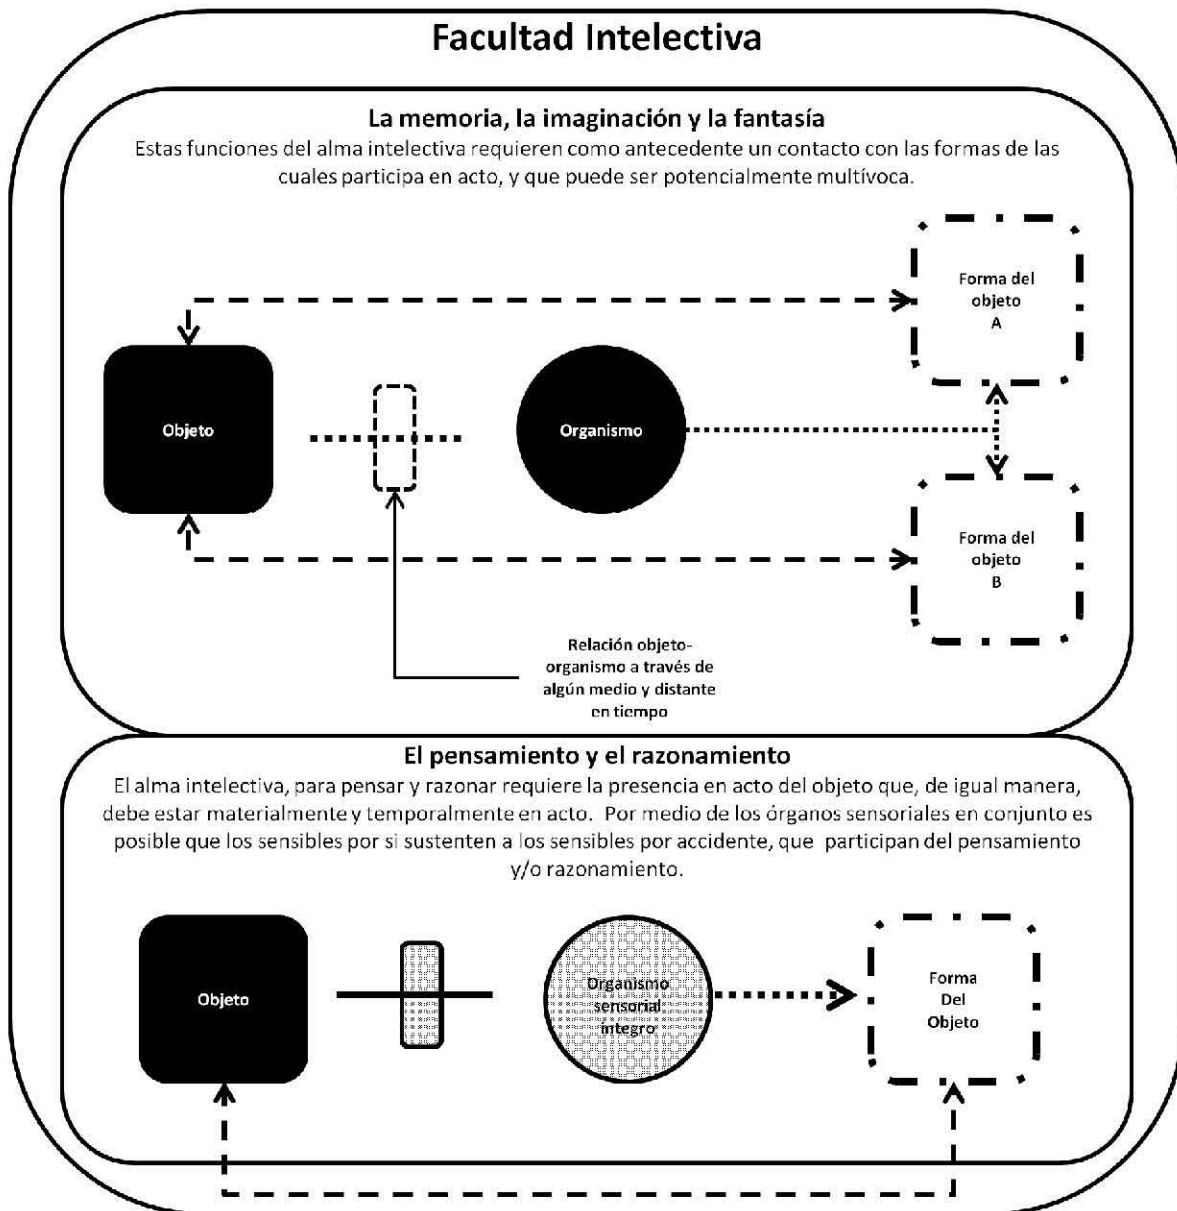 Facultad Intelectiva
La memoria, la imaginación y la fantasía
Estas funciones del alma intelectiva requieren como antecedente un contacto con las formas de las
cuales participa en acto, y que puede ser potencialmente multívoca.
Forma del
objeto
A
Objeto
Organismo
Forma del
objeto
B
Relación objeto-
organismo a través de
algún medio y distante
en tiempo
El pensamiento y el razonamiento
El alma intelectiva, para pensar y razonar requiere la presencia en acto del objeto que, de igual manera,
debe estar materialmente y temporalmente en acto. Por medio de los órganos sensoriales en conjunto es
posible que los sensibles por si sustenten a los sensibles por accidente, que participan del pensamiento
y/o razonamiento.
Objeto
Organismo
sensorial
integro
Forma
Del
Objeto